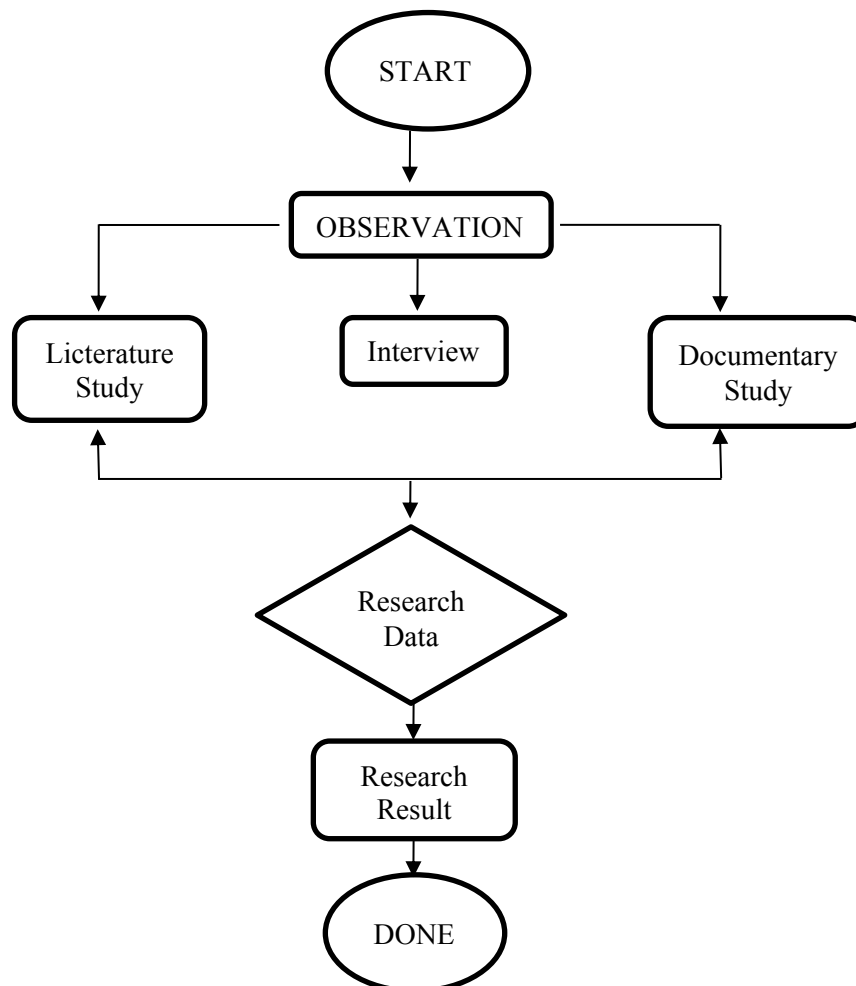 START
OBSERVATION
Licterature
Study
Interview
Documentary
Study
Research
Data
Research
Result
DONE